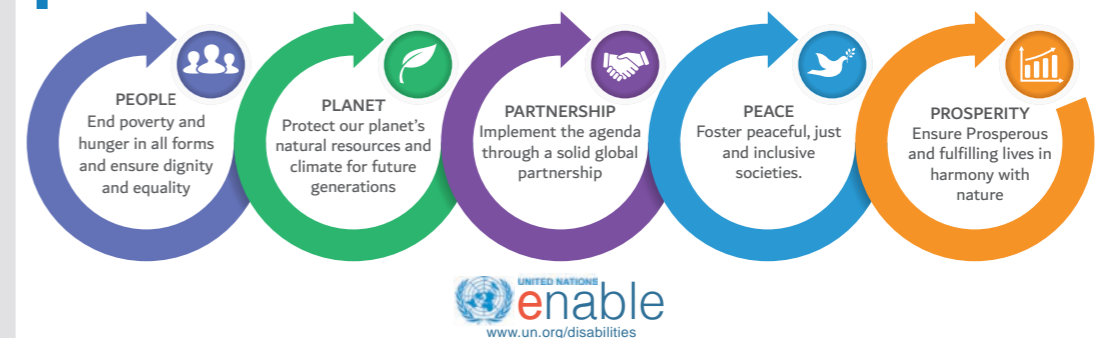 PEOPLE
End poverty and
hunger in all forms
and ensure dignity
and equality
PLANET
Protect our planet's
natural resources and
climate for future
generations
PARTNERSHIP
Implement the agenda
through a solid global
partnership
PEACE
Foster peaceful, just
and inclusive
societies.
PROSPERITY
Ensure Prosperous
and fulfilling lives in
harmony with
nature
UNITED NATIONS
enable
www.un.org/disabilities